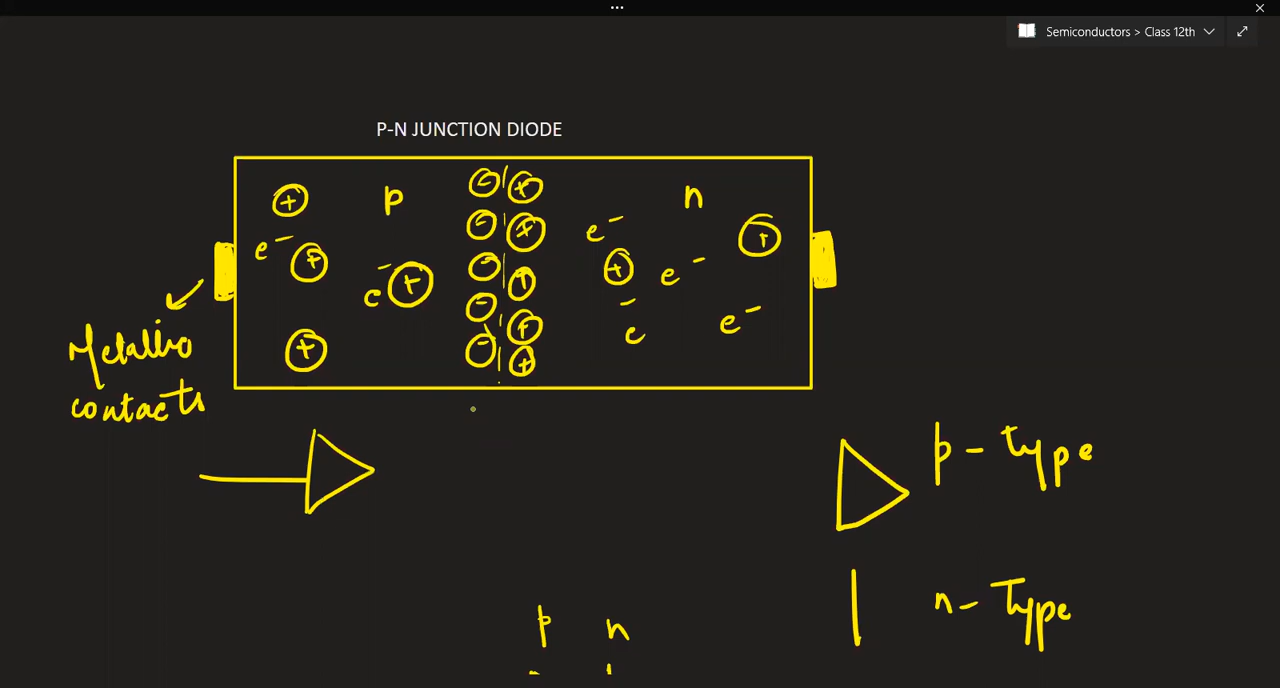 Semiconductors > Class 12th
P-N JUNCTION DIODE
+ p - + n
e⁻ + - + e⁻ + e⁻ +
e⁻ + - +
+ - + e⁻ e⁻
- +
Metallic
contacts
p - type
n - Type
p n